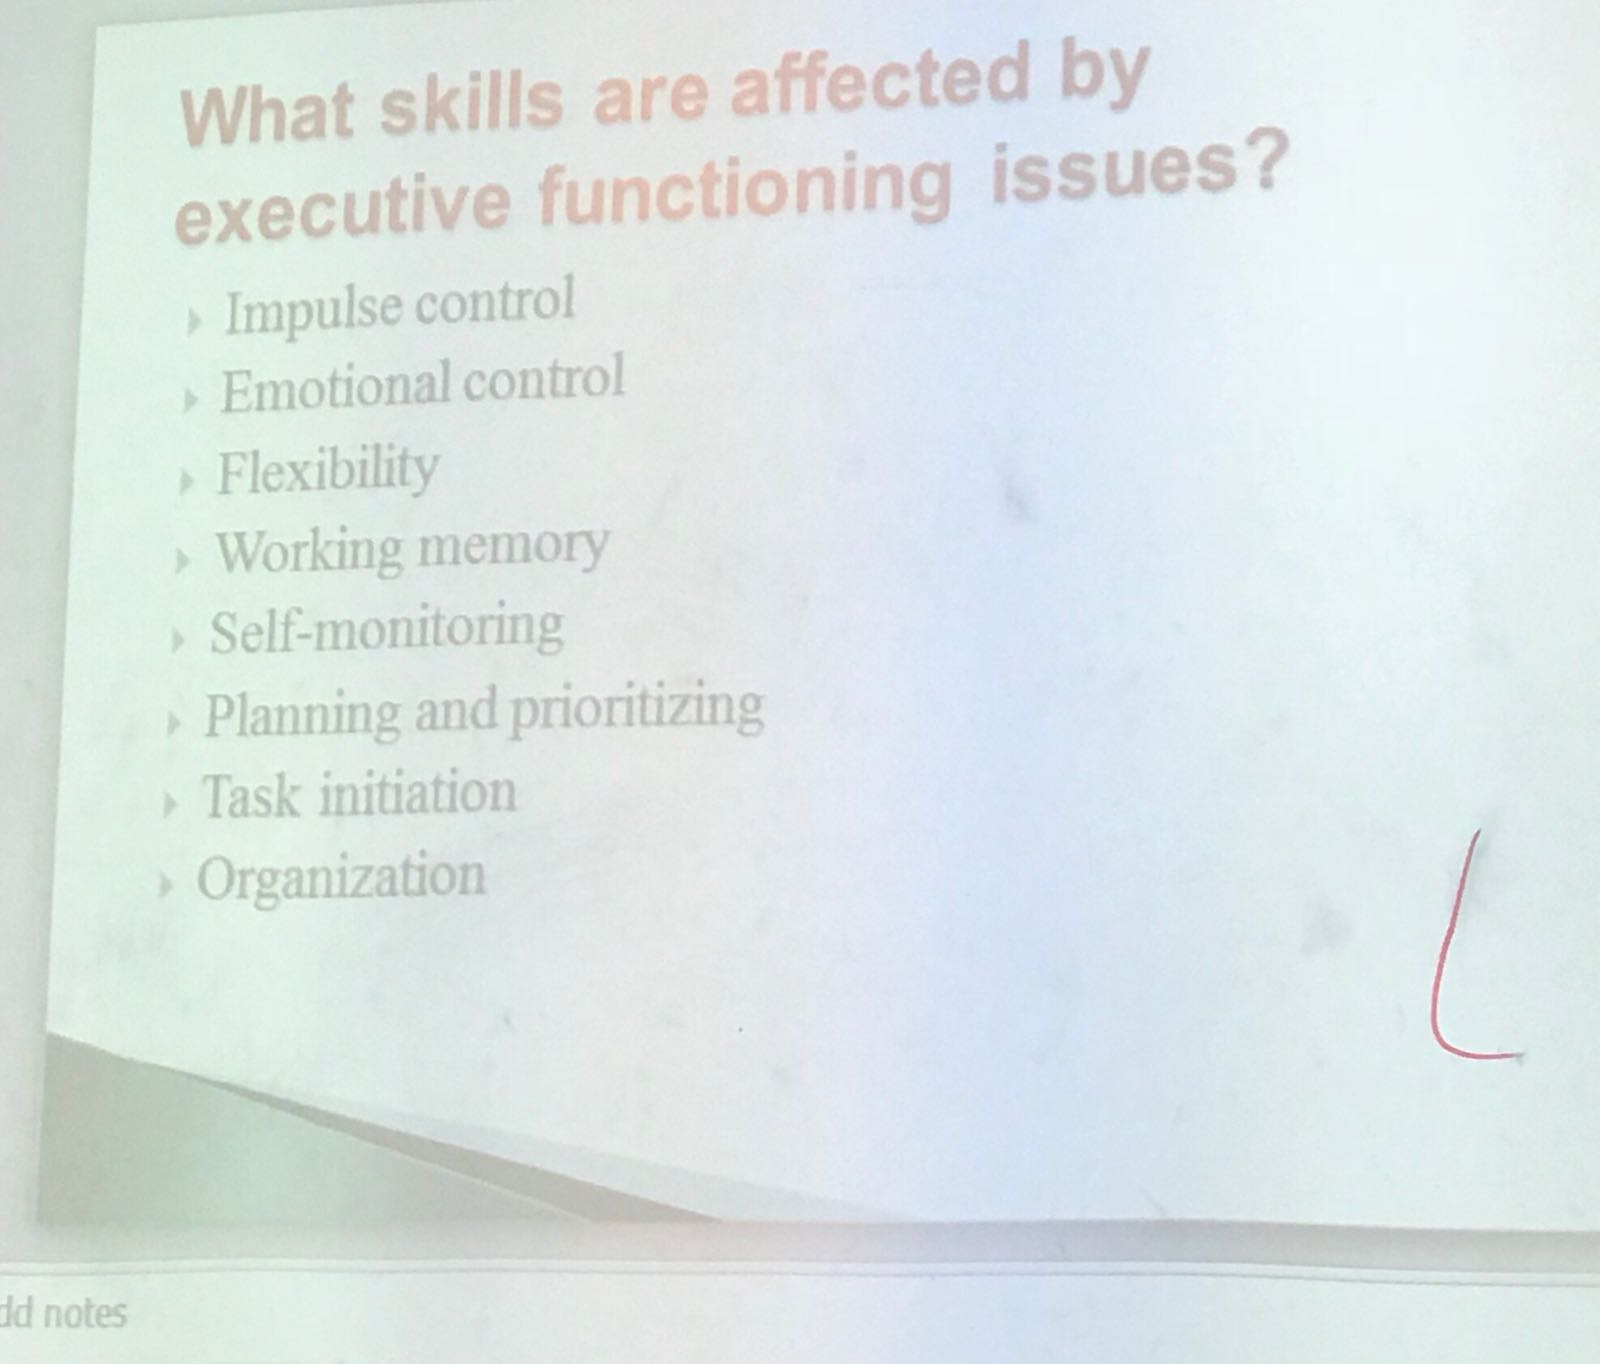 What skills are affected by
executive functioning issues?
Impulse control
Emotional control
Flexibility
Working memory
Self-monitoring
Planning and prioritizing
Task initiation
Organization
dd notes